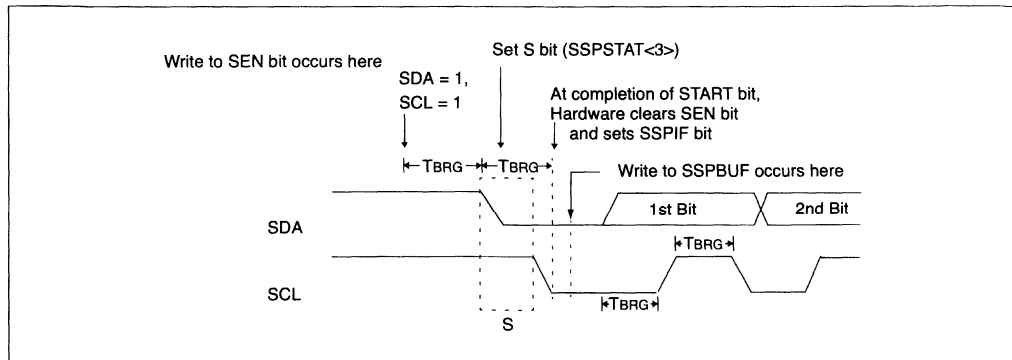 Set S bit (SSPSTAT<3>)
Write to SEN bit occurs here
SDA = 1,
SCL = 1
At completion of START bit,
Hardware clears SEN bit
and sets SSPIF bit
TBRG
TBRG
Write to SSPBUF occurs here
1st Bit
2nd Bit
SDA
TBRG
SCL
TBRG
S